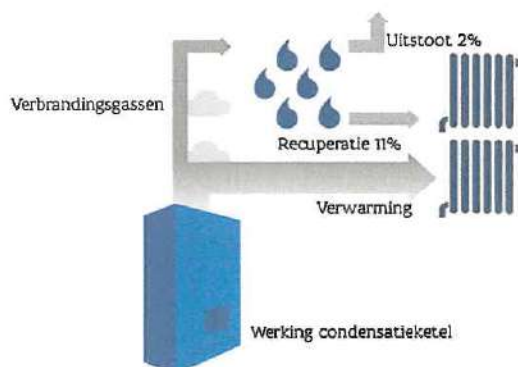 Uitstoot 2%
Verbrandingsgassen
Recuperatie 11%
Verwarming
Werking condensatieketel